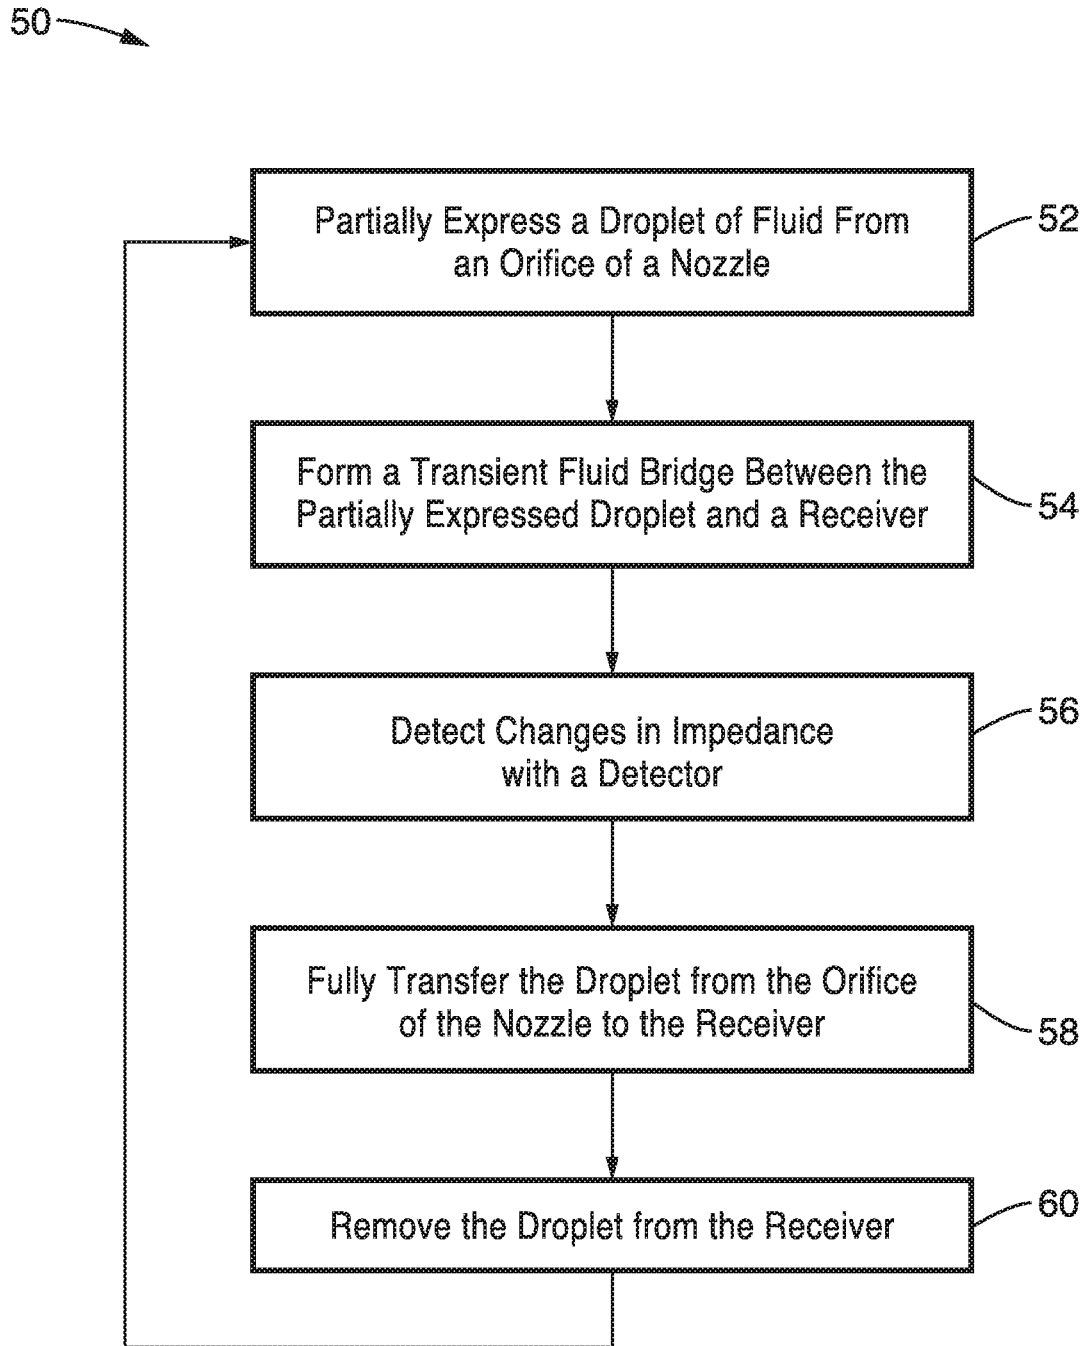 50
Partially Express a Droplet of Fluid From
an Orifice of a Nozzle
52
Form a Transient Fluid Bridge Between the
Partially Expressed Droplet and a Receiver
54
Detect Changes in Impedance
with a Detector
56
Fully Transfer the Droplet from the Orifice
of the Nozzle to the Receiver
58
Remove the Droplet from the Receiver
60